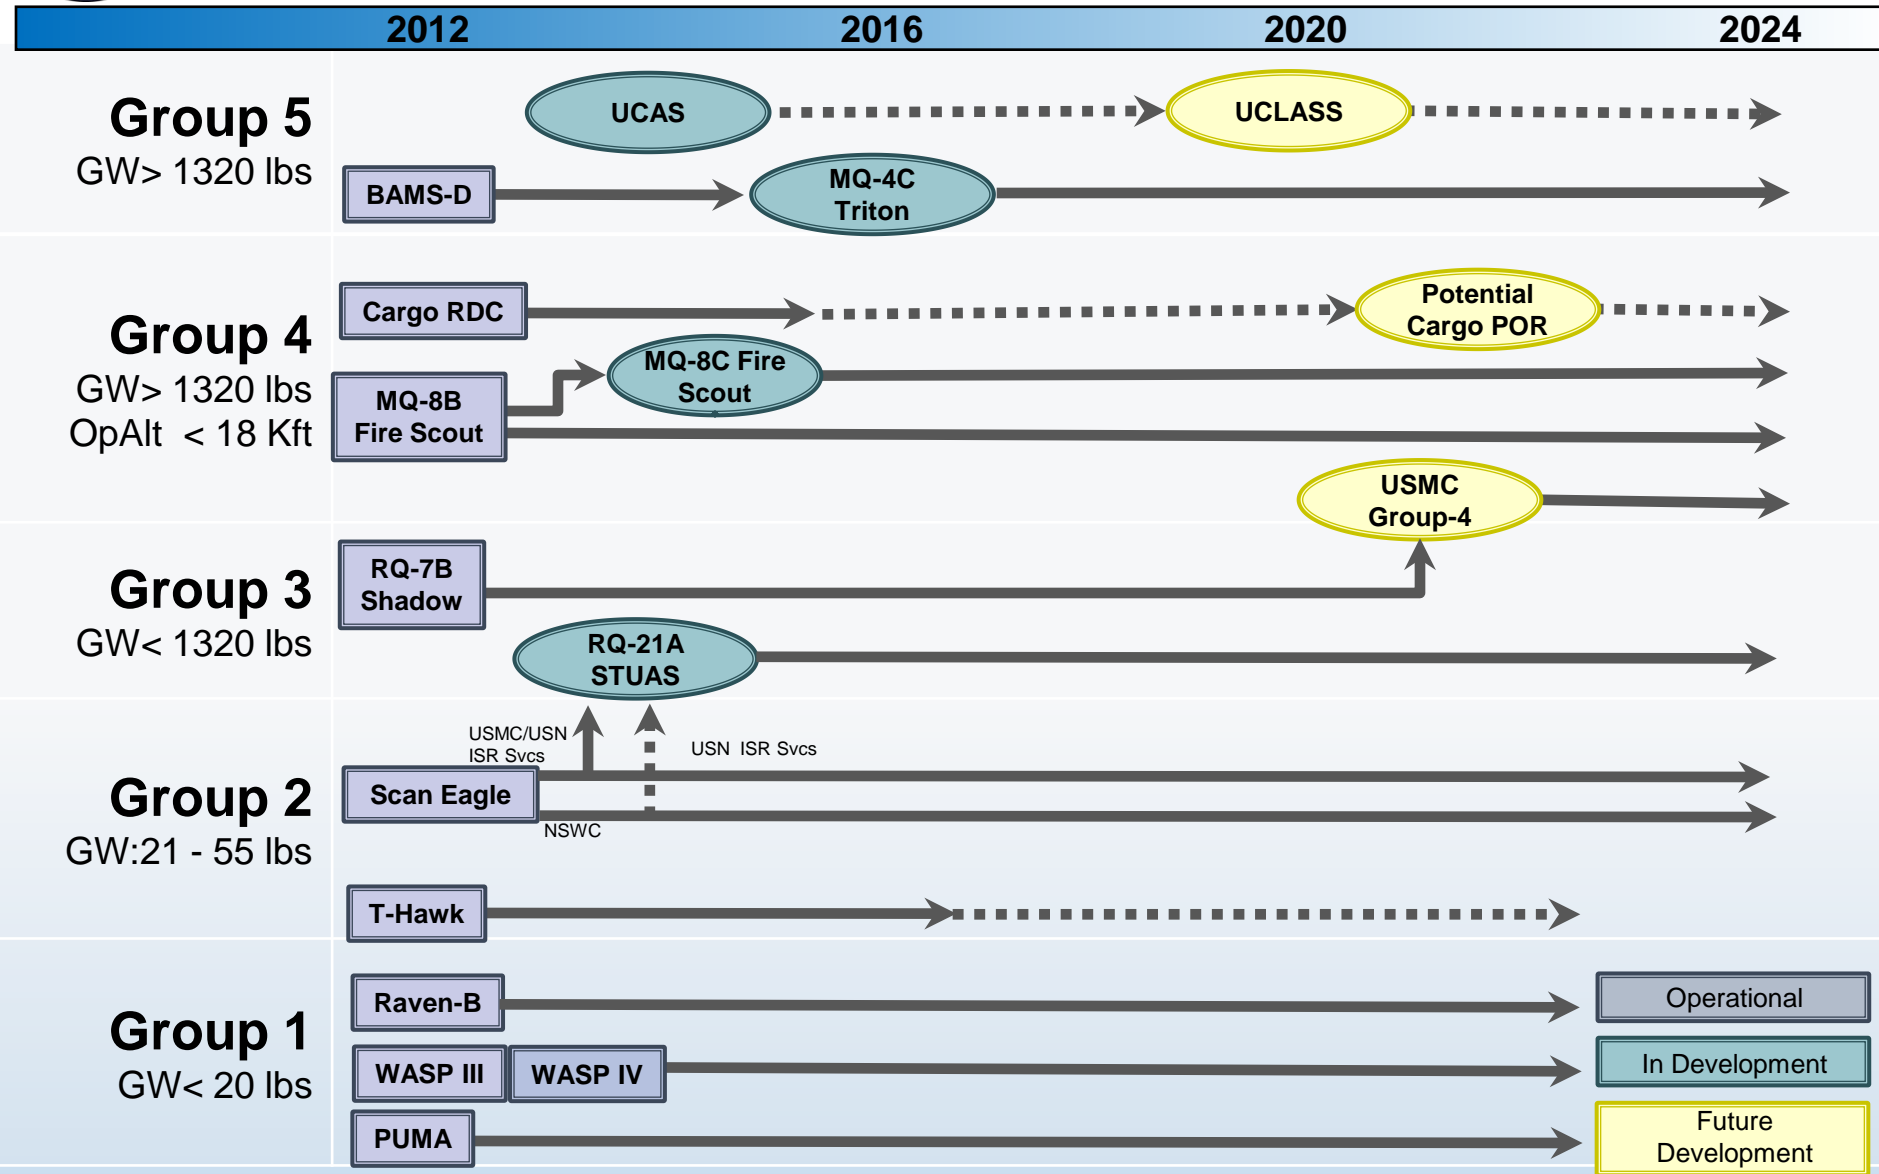 2012 2016 2020 2024
Group 5
GW> 1320 lbs
UCAS
UCLASS
BAMS-D
MQ-4C
Triton
Group 4
GW> 1320 lbs
OpAlt < 18 Kft
Cargo RDC
Potential
Cargo POR
MQ-8C Fire
Scout
MQ-8B
Fire Scout
USMC
Group-4
Group 3
GW< 1320 lbs
RQ-7B
Shadow
RQ-21A
STUAS
Group 2
GW:21 - 55 lbs
USMC/USN
ISR Svcs
USN ISR Svcs
Scan Eagle
NSWC
T-Hawk
Group 1
GW< 20 lbs
Raven-B
WASP III
WASP IV
PUMA
Operational
In Development
Future
Development